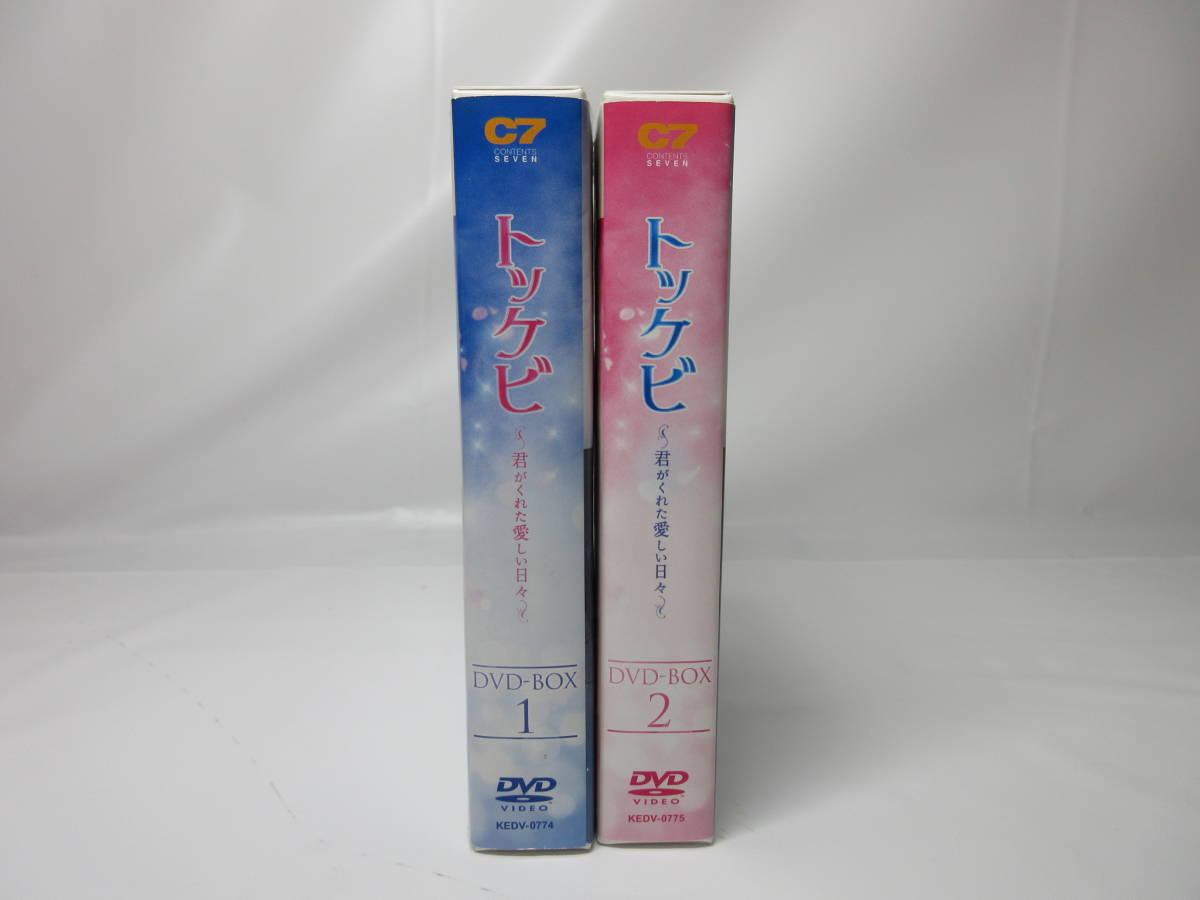 C7
CONTENTS
SEVEN
トッケビ
君がくれた愛しい日々
DVD-BOX
1
DVD
VIDEO
KEDV-0774
C7
CONTENTS
SEVEN
トッケビ
君がくれた愛しい日々
DVD-BOX
2
DVD
VIDEO
KEDV-0775